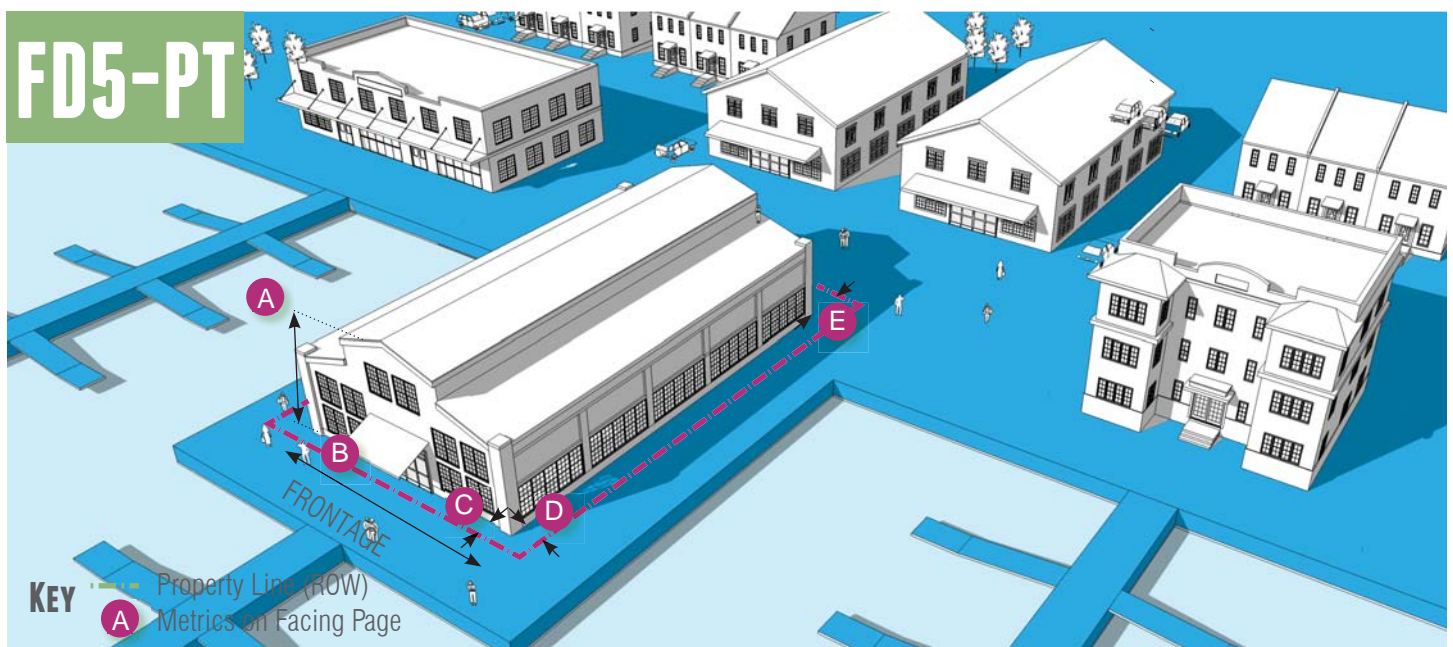 FD5-PT
A
E
B
C
D
FRONTAGE
KEY
Property Line (ROW)
A Metrics on Facing Page